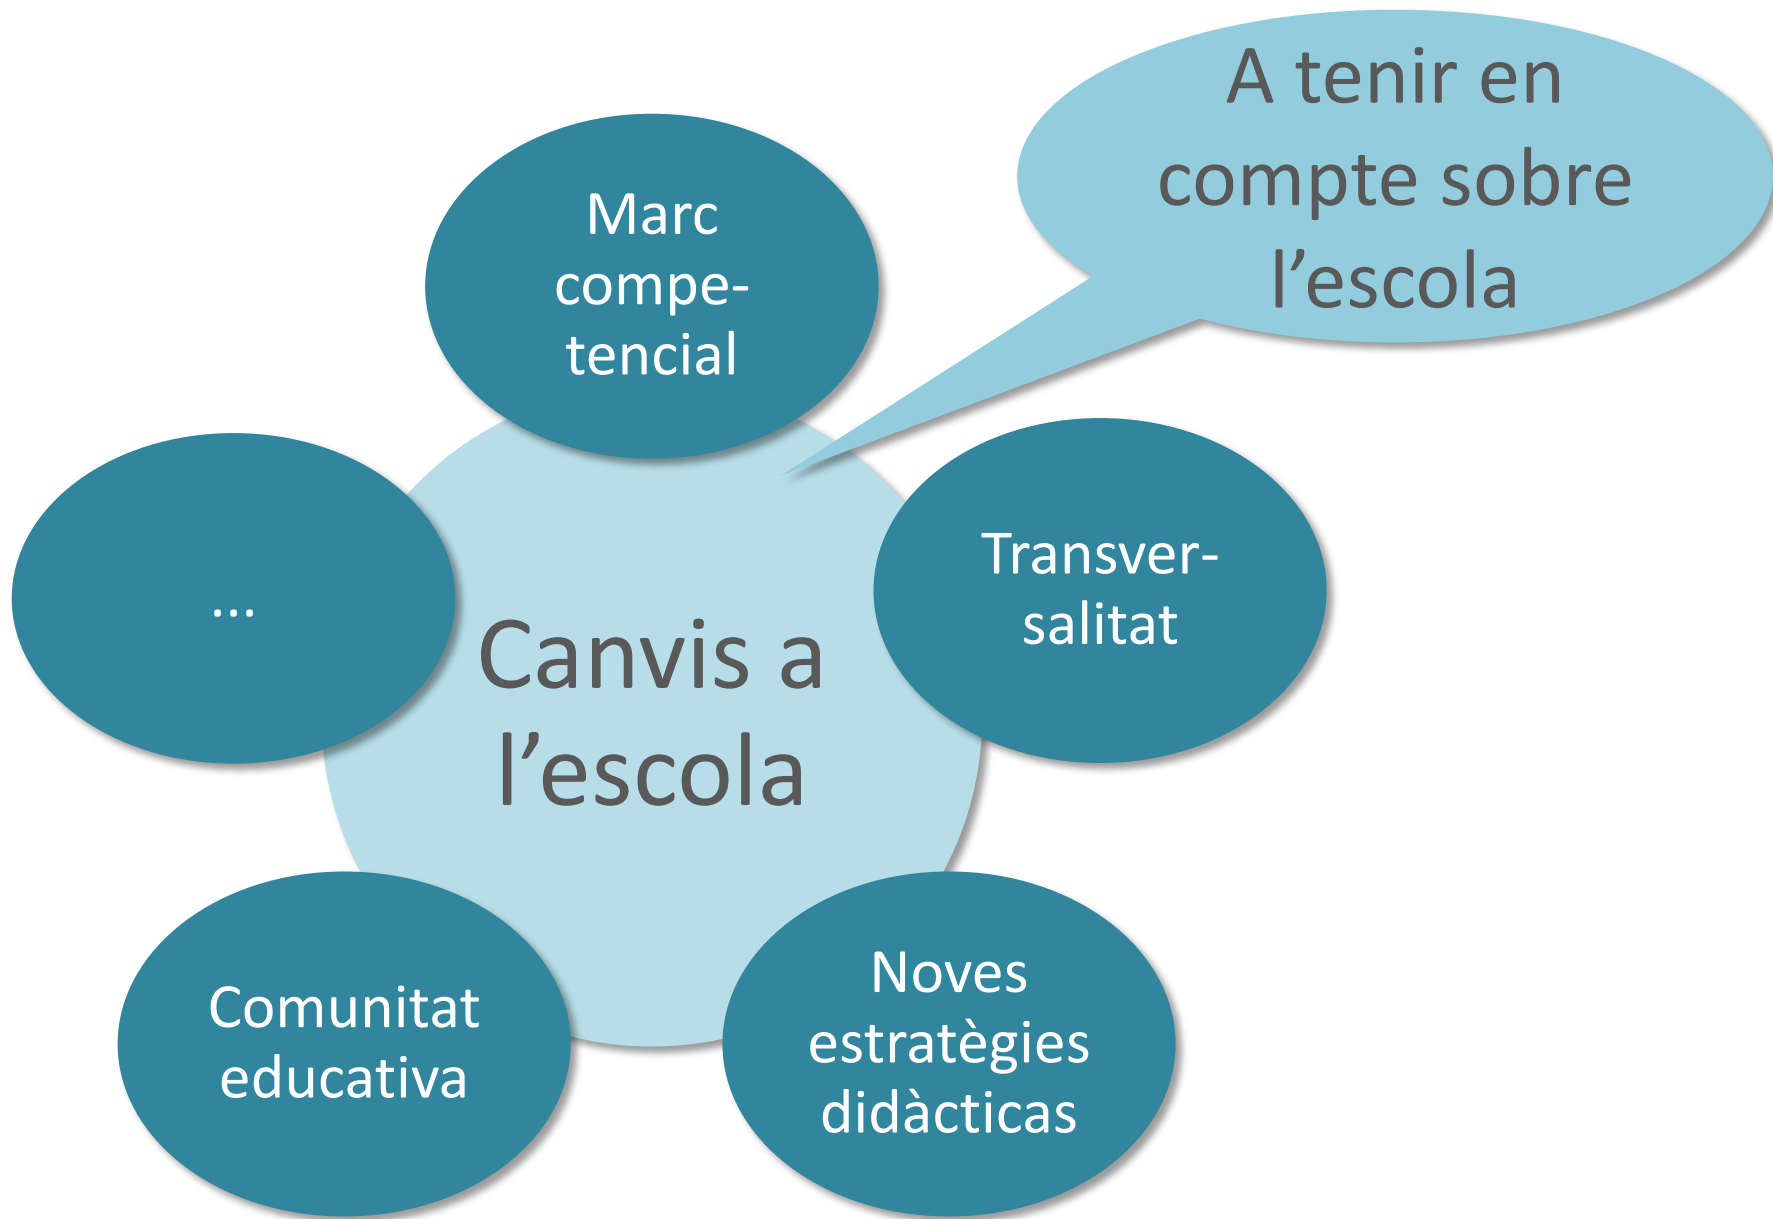 A tenir en
compte sobre
l’escola
Marc
compe-
tencial
Transver-
salitat
...
Canvis a
l’escola
Comunitat
educativa
Noves
estratègies
didàcticas